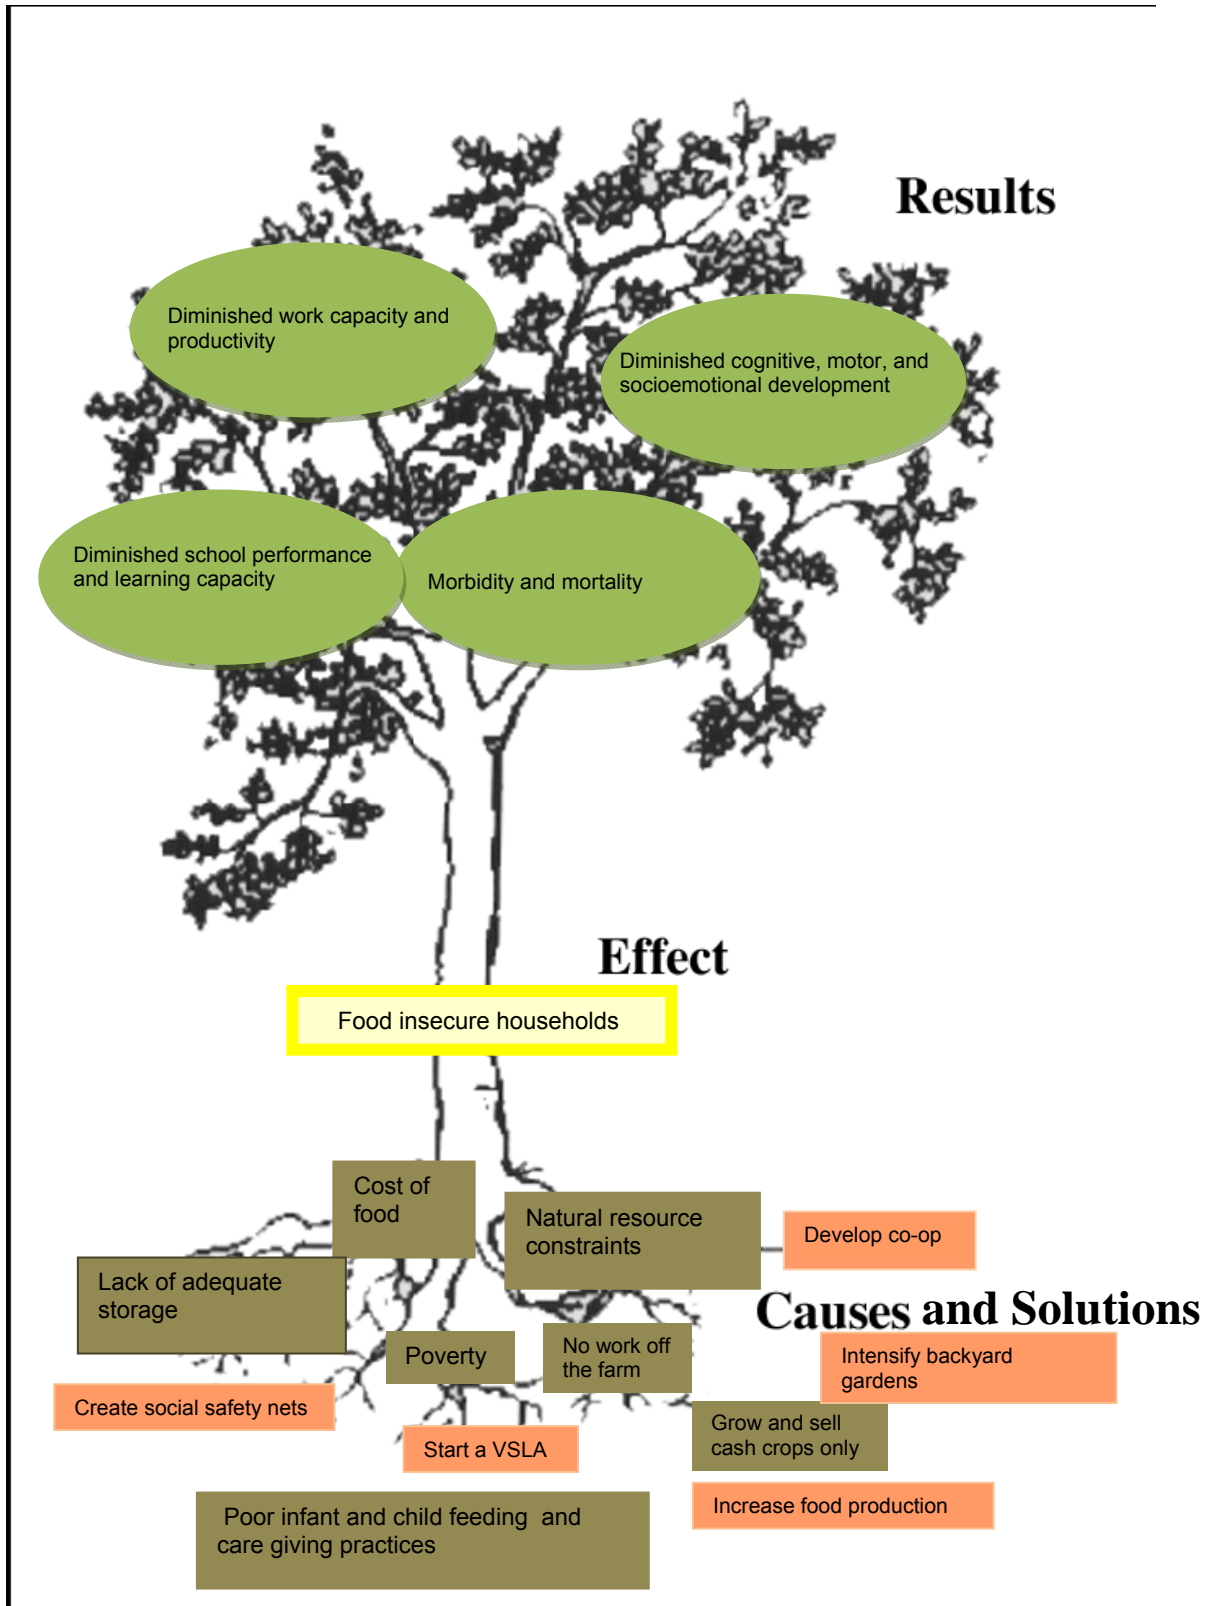 Results
Diminished work capacity and
productivity
Diminished cognitive, motor, and
socioemotional development
Diminished school performance
and learning capacity
Morbidity and mortality
Effect
Food insecure households
Cost of
food
Natural resource
constraints
Develop co-op
Lack of adequate
storage
Causes and Solutions
Poverty
No work off
the farm
Intensify backyard
gardens
Create social safety nets
Grow and sell
cash crops only
Start a VSLA
Increase food production
Poor infant and child feeding and
care giving practices